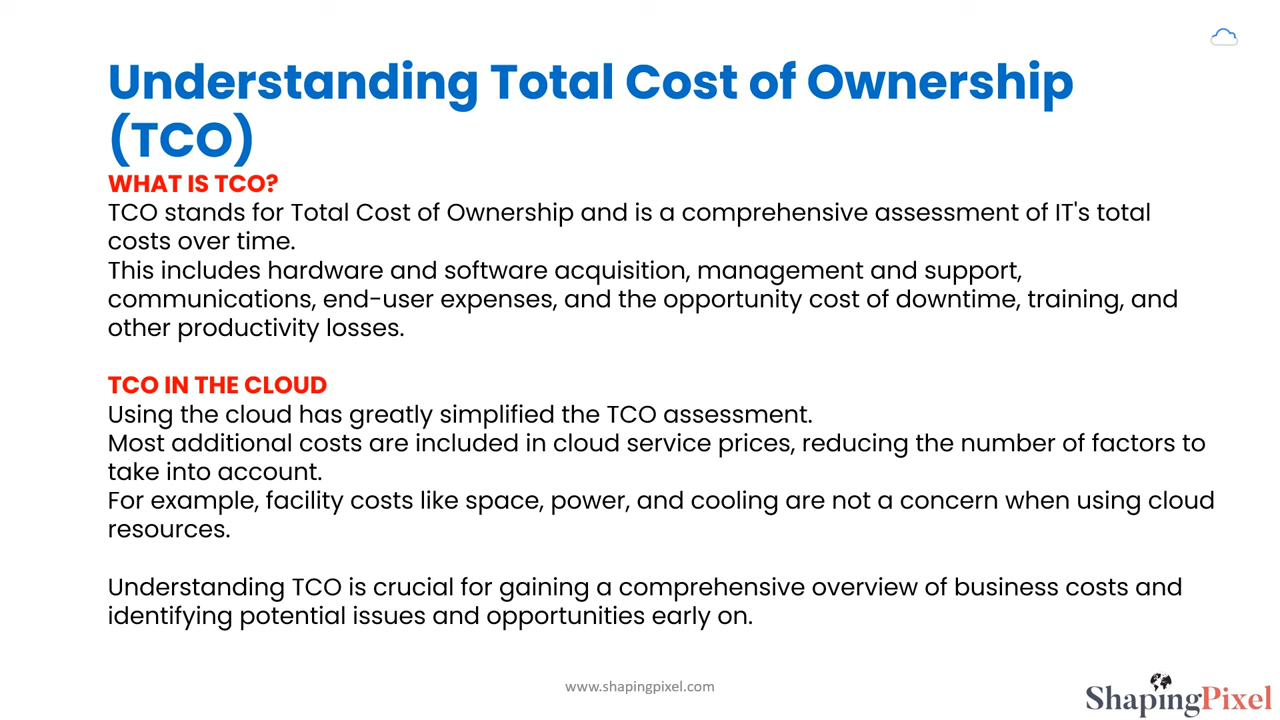 Understanding Total Cost of Ownership
(TCO)
WHAT IS TCO?
TCO stands for Total Cost of Ownership and is a comprehensive assessment of IT's total
costs over time.
This includes hardware and software acquisition, management and support,
communications, end-user expenses, and the opportunity cost of downtime, training, and
other productivity losses.
TCO IN THE CLOUD
Using the cloud has greatly simplified the TCO assessment.
Most additional costs are included in cloud service prices, reducing the number of factors to
take into account.
For example, facility costs like space, power, and cooling are not a concern when using cloud
resources.
Understanding TCO is crucial for gaining a comprehensive overview of business costs and
identifying potential issues and opportunities early on.
www.shapingpixel.com
ShapingPixel